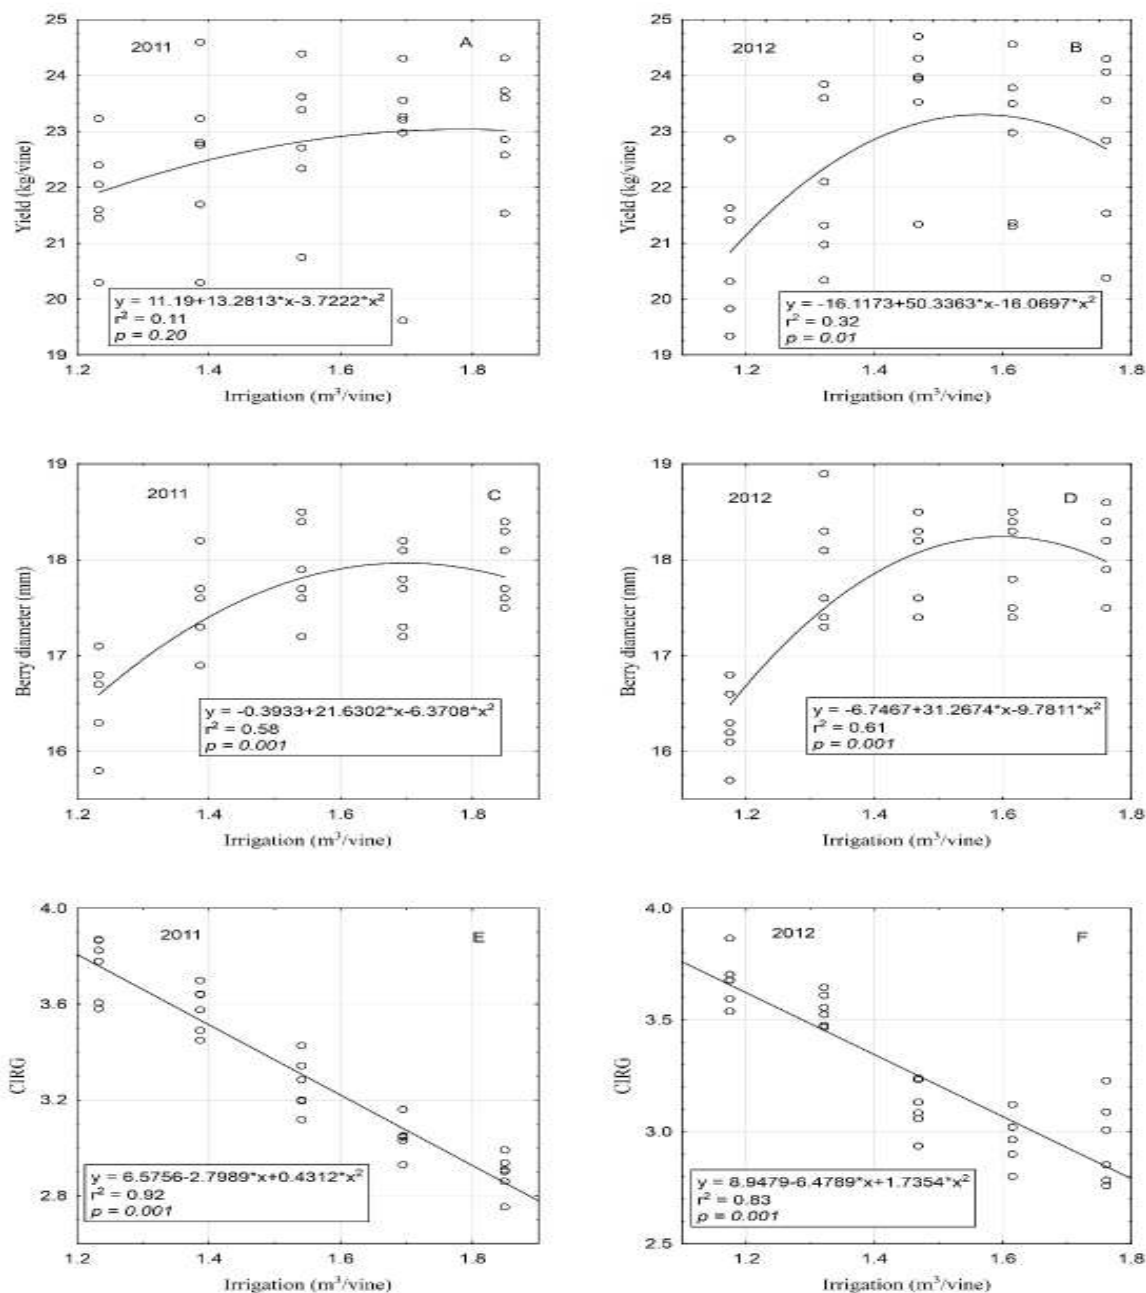 2011 A
25
24
23
22
21
20
19
Yield (kg/vine)
y = 11.19+13.2813*x-3.7222*x²
r² = 0.11
p = 0.20
1.2 1.4 1.6 1.8
Irrigation (m³/vine)
2012 B
25
24
23
22
21
20
19
Yield (kg/vine)
y = -16.1173+50.3363*x-16.0697*x²
r² = 0.32
p = 0.01
1.2 1.4 1.6 1.8
Irrigation (m³/vine)
2011 C
19
18
17
16
Berry diameter (mm)
y = -0.3933+21.6302*x-6.3708*x²
r² = 0.58
p = 0.001
1.2 1.4 1.6 1.8
Irrigation (m³/vine)
2012 D
19
18
17
16
Berry diameter (mm)
y = -6.7467+31.2674*x-9.7811*x²
r² = 0.61
p = 0.001
1.2 1.4 1.6 1.8
Irrigation (m³/vine)
2011 E
4.0
3.6
3.2
2.8
CIRG
y = 6.5756-2.7989*x+0.4312*x²
r² = 0.92
p = 0.001
1.2 1.4 1.6 1.8
Irrigation (m³/vine)
2012 F
4.0
3.5
3.0
2.5
CIRG
y = 8.9479-6.4789*x+1.7354*x²
r² = 0.83
p = 0.001
1.2 1.4 1.6 1.8
Irrigation (m³/vine)